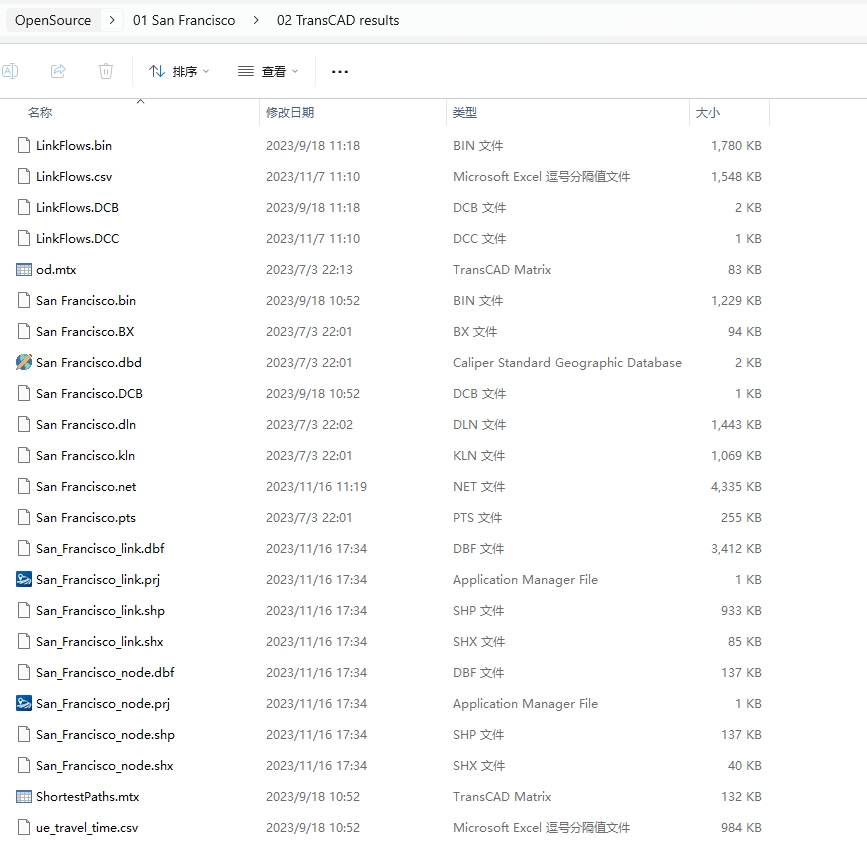 OpenSource > 01 San Francisco > 02 TransCAD results
排序 查看 ...
名称 修改日期 类型 大小
LinkFlows.bin 2023/9/18 11:18 BIN 文件 1,780 KB
LinkFlows.csv 2023/11/7 11:10 Microsoft Excel 逗号分隔值文件 1,548 KB
LinkFlows.DCB 2023/9/18 11:18 DCB 文件 2 KB
LinkFlows.DCC 2023/11/7 11:10 DCC 文件 1 KB
od.mtx 2023/7/3 22:13 TransCAD Matrix 83 KB
San Francisco.bin 2023/9/18 10:52 BIN 文件 1,229 KB
San Francisco.BX 2023/7/3 22:01 BX 文件 94 KB
San Francisco.dbd 2023/7/3 22:01 Caliper Standard Geographic Database 2 KB
San Francisco.DCB 2023/9/18 10:52 DCB 文件 1 KB
San Francisco.dln 2023/7/3 22:02 DLN 文件 1,443 KB
San Francisco.kln 2023/7/3 22:01 KLN 文件 1,069 KB
San Francisco.net 2023/11/16 11:19 NET 文件 4,335 KB
San Francisco.pts 2023/7/3 22:01 PTS 文件 255 KB
San_Francisco_link.dbf 2023/11/16 17:34 DBF 文件 3,412 KB
San_Francisco_link.prj 2023/11/16 17:34 Application Manager File 1 KB
San_Francisco_link.shp 2023/11/16 17:34 SHP 文件 933 KB
San_Francisco_link.shx 2023/11/16 17:34 SHX 文件 85 KB
San_Francisco_node.dbf 2023/11/16 17:34 DBF 文件 137 KB
San_Francisco_node.prj 2023/11/16 17:34 Application Manager File 1 KB
San_Francisco_node.shp 2023/11/16 17:34 SHP 文件 137 KB
San_Francisco_node.shx 2023/11/16 17:34 SHX 文件 40 KB
ShortestPaths.mtx 2023/9/18 10:52 TransCAD Matrix 132 KB
ue_travel_time.csv 2023/9/18 10:52 Microsoft Excel 逗号分隔值文件 984 KB